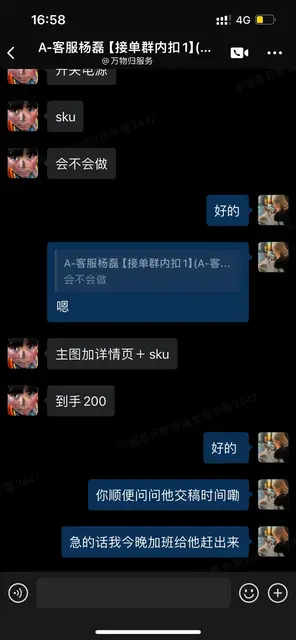 16:58
4G
A-客服杨磊【接单群内扣1】(...
@万物归服务
开关电源
sku
会不会做
好的
A-客服杨磊【接单群内扣1】(A-客...
会不会做
嗯
主图加详情页+sku
到手200
好的
你顺便问问他交稿时间嘞
急的话我今晚加班给他赶出来